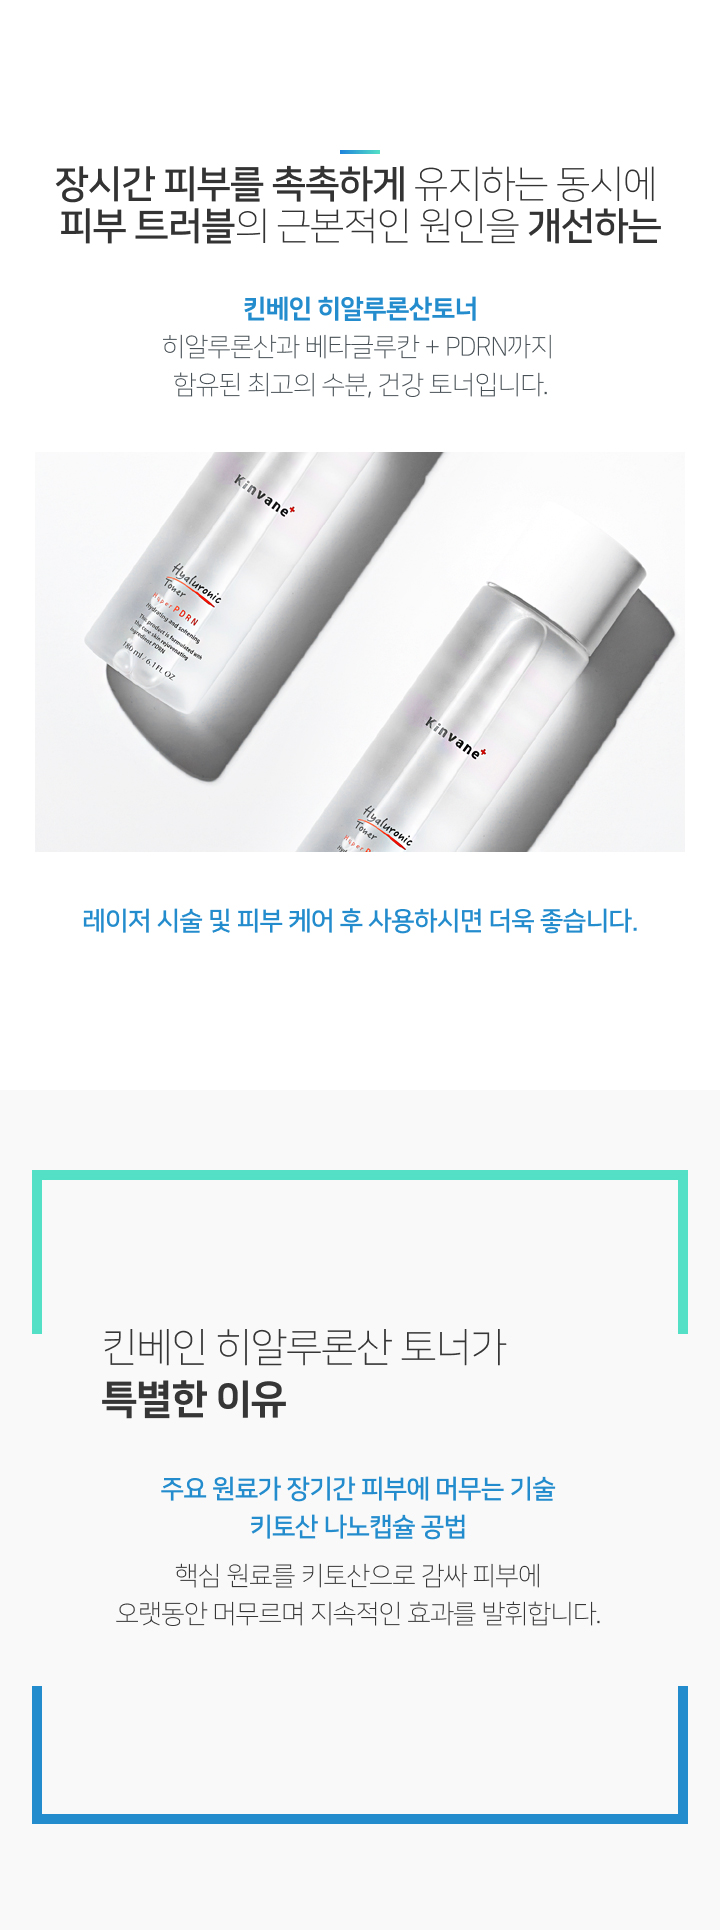 장시간 피부를 촉촉하게 유지하는 동시에
피부 트러블의 근본적인 원인을 개선하는
킨베인 히알루론산토너
히알루론산과 베타글루칸 + PDRN까지
함유된 최고의 수분, 건강 토너입니다.
Kinvane+
Hyaluronic
Toner
Hyper PDRN
Hydrating and softening
This product is formulated with
the core skin rejuvenating
ingredient PDRN
180 ml / 6.1 FL OZ
Kinvane+
Hyaluronic
Toner
레이저 시술 및 피부 케어 후 사용하시면 더욱 좋습니다.
킨베인 히알루론산 토너가
특별한 이유
주요 원료가 장기간 피부에 머무는 기술
키토산 나노캡슐 공법
핵심 원료를 키토산으로 감싸 피부에
오랫동안 머무르며 지속적인 효과를 발휘합니다.